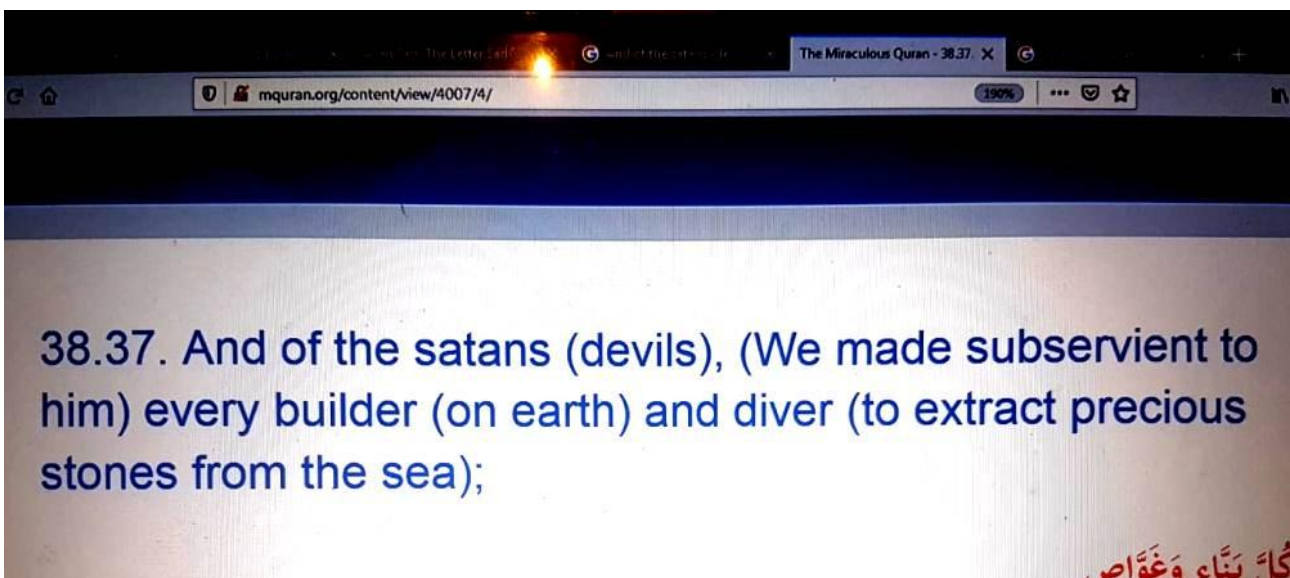 The Miraculous Quran - 38.37.
mquran.org/content/view/4007/4/
190%
38.37. And of the satans (devils), (We made subservient to
him) every builder (on earth) and diver (to extract precious
stones from the sea);
كُلَّ بَنَّاءٍ وَغَوَّاصٍ